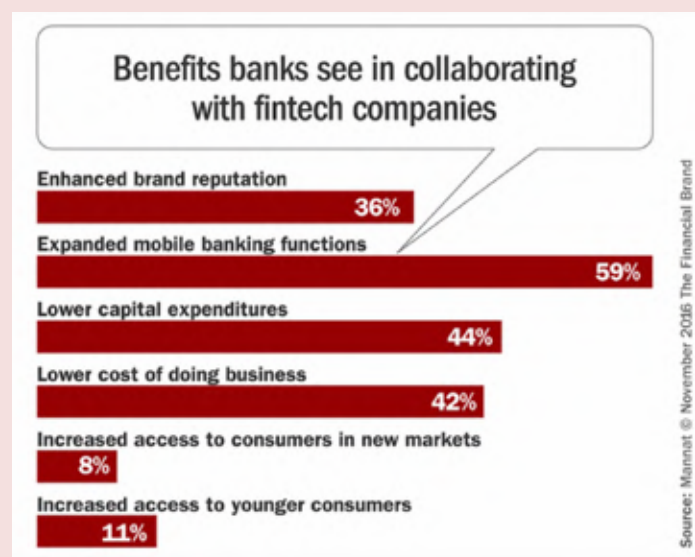 Benefits banks see in collaborating
with fintech companies
Enhanced brand reputation
36%
Expanded mobile banking functions
59%
Lower capital expenditures
44%
Lower cost of doing business
42%
Increased access to consumers in new markets
8%
Increased access to younger consumers
11%
Source: Mannat © November 2016 The Financial Brand